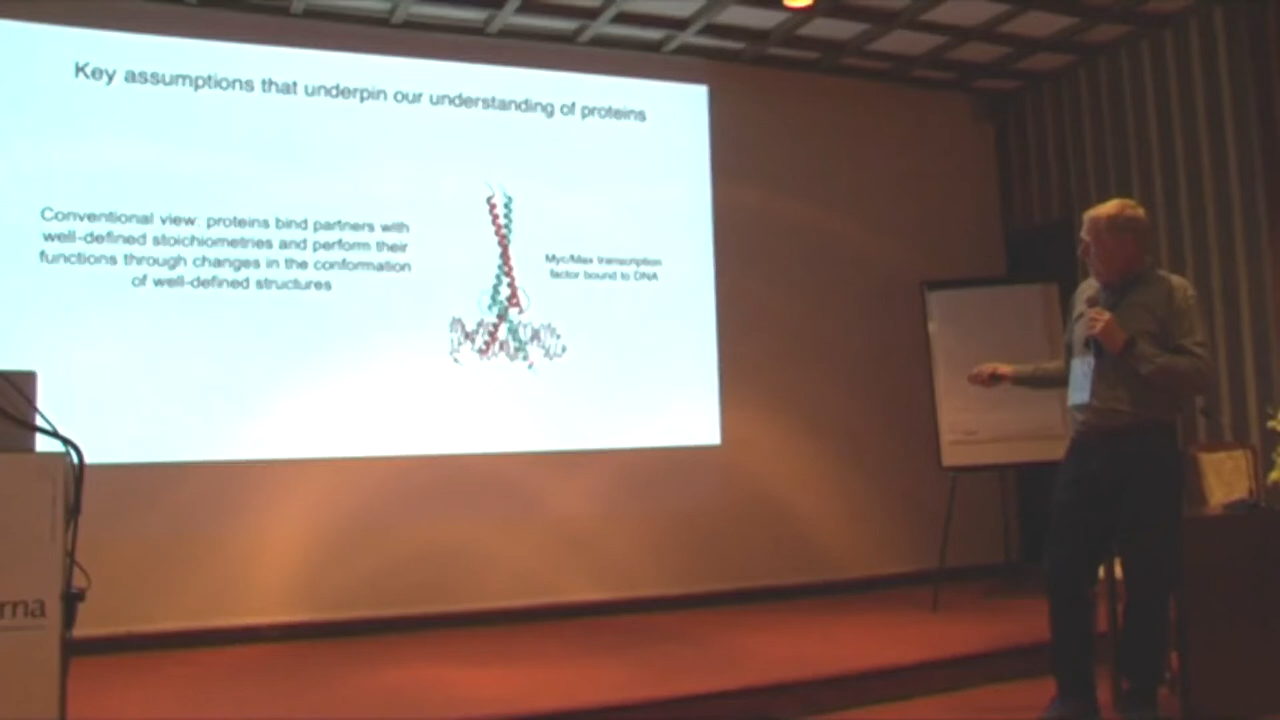 Key assumptions that underpin our understanding of proteins
Conventional view: proteins bind partners with
well-defined stoichiometries and perform their
functions through changes in the conformation
of well-defined structures
Myc/Max transcription
factor bound to DNA
rna